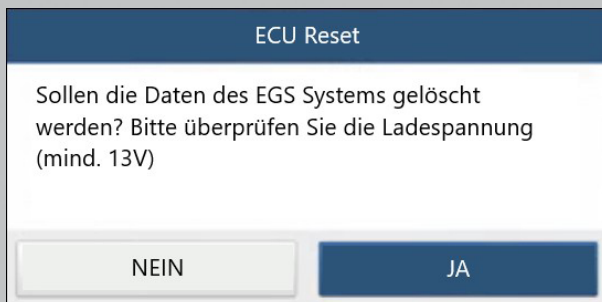 ECU Reset
Sollen die Daten des EGS Systems gelöscht
werden? Bitte überprüfen Sie die Ladespannung
(mind. 13V)
NEIN
JA